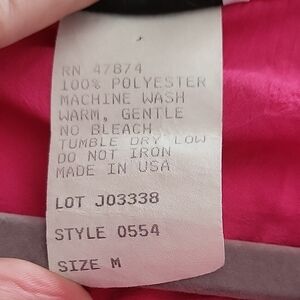 RN 47874
100% POLYESTER
MACHINE WASH
WARM, GENTLE
NO BLEACH
TUMBLE DRY LOW
DO NOT IRON
MADE IN USA
LOT J03338
STYLE 0554
SIZE M